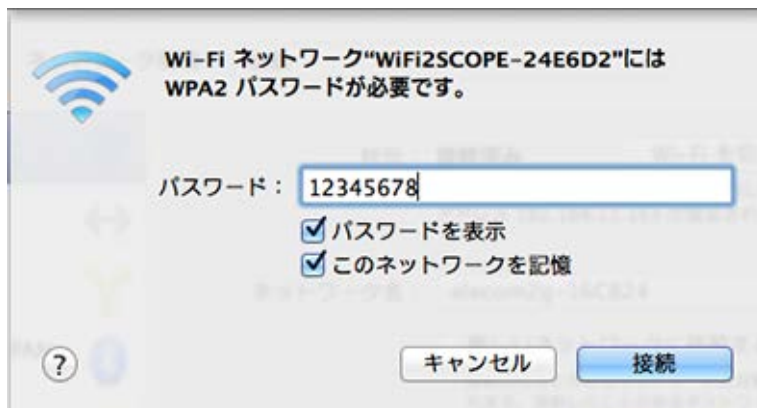 Wi-Fi ネットワーク“WiFi2SCOPE-24E6D2”には
WPA2 パスワードが必要です。
パスワード： 12345678
パスワードを表示
このネットワークを記憶
?
キャンセル
接続